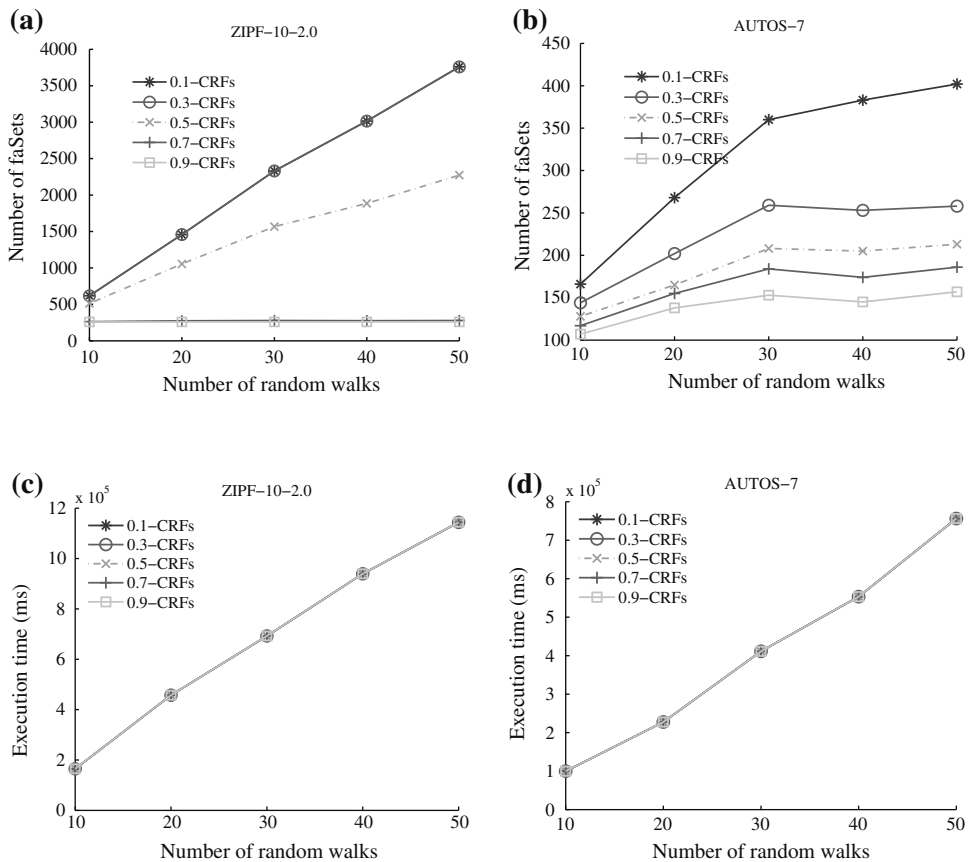 (a)
ZIPF−10−2.0
4000
3500
3000
2500
2000
1500
1000
500
0
Number of faSets
0.1−CRFs
0.3−CRFs
0.5−CRFs
0.7−CRFs
0.9−CRFs
10 20 30 40 50
Number of random walks
(b)
AUTOS−7
450
400
350
300
250
200
150
100
Number of faSets
0.1−CRFs
0.3−CRFs
0.5−CRFs
0.7−CRFs
0.9−CRFs
10 20 30 40 50
Number of random walks
(c)
x 10^5
ZIPF−10−2.0
12
10
8
6
4
2
0
Execution time (ms)
0.1−CRFs
0.3−CRFs
0.5−CRFs
0.7−CRFs
0.9−CRFs
10 20 30 40 50
Number of random walks
(d)
x 10^5
AUTOS−7
8
7
6
5
4
3
2
1
0
Execution time (ms)
0.1−CRFs
0.3−CRFs
0.5−CRFs
0.7−CRFs
0.9−CRFs
10 20 30 40 50
Number of random walks